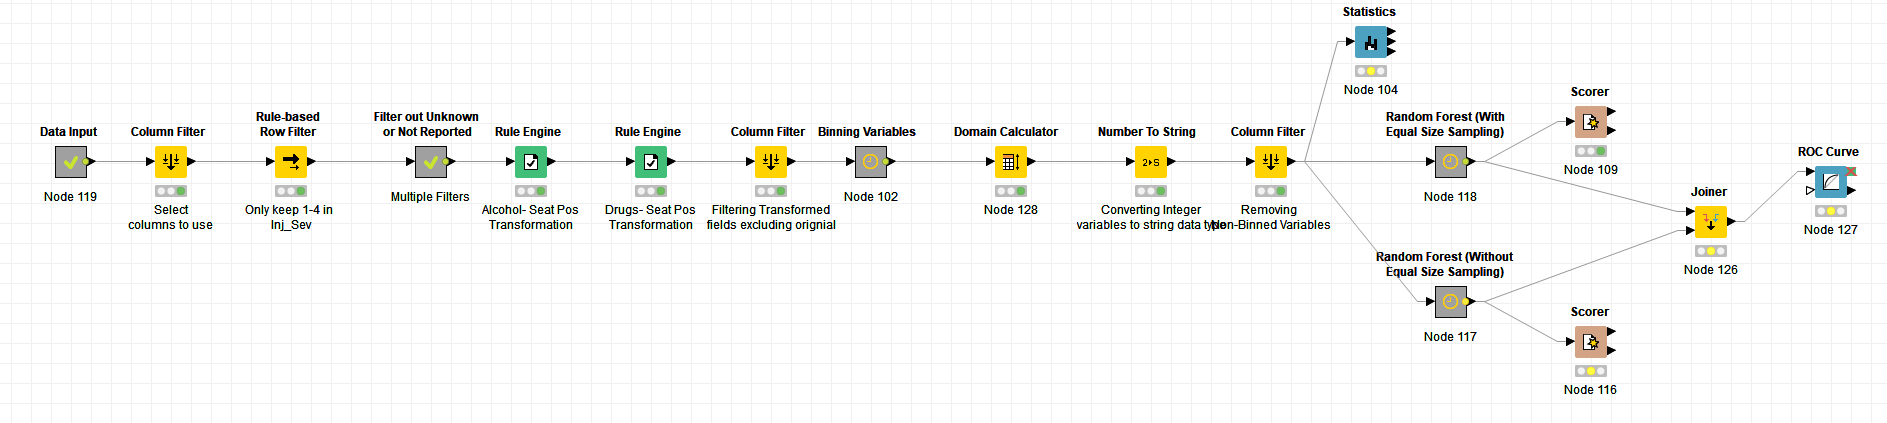 Statistics
Node 104
Data Input
Node 119
Column Filter
Select
columns to use
Rule-based
Row Filter
Only keep 1-4 in
Inj_Sev
Filter out Unknown
or Not Reported
Multiple Filters
Rule Engine
Alcohol- Seat Pos
Transformation
Rule Engine
Drugs- Seat Pos
Transformation
Column Filter
Filtering Transformed
fields excluding orignial
Binning Variables
Node 102
Domain Calculator
Node 128
Number To String
2▸S
Converting Integer
variables to string data type
Column Filter
Removing
Non-Binned Variables
Random Forest (With
Equal Size Sampling)
Node 118
Scorer
Node 109
Random Forest (Without
Equal Size Sampling)
Node 117
Scorer
Node 116
Joiner
Node 126
ROC Curve
Node 127